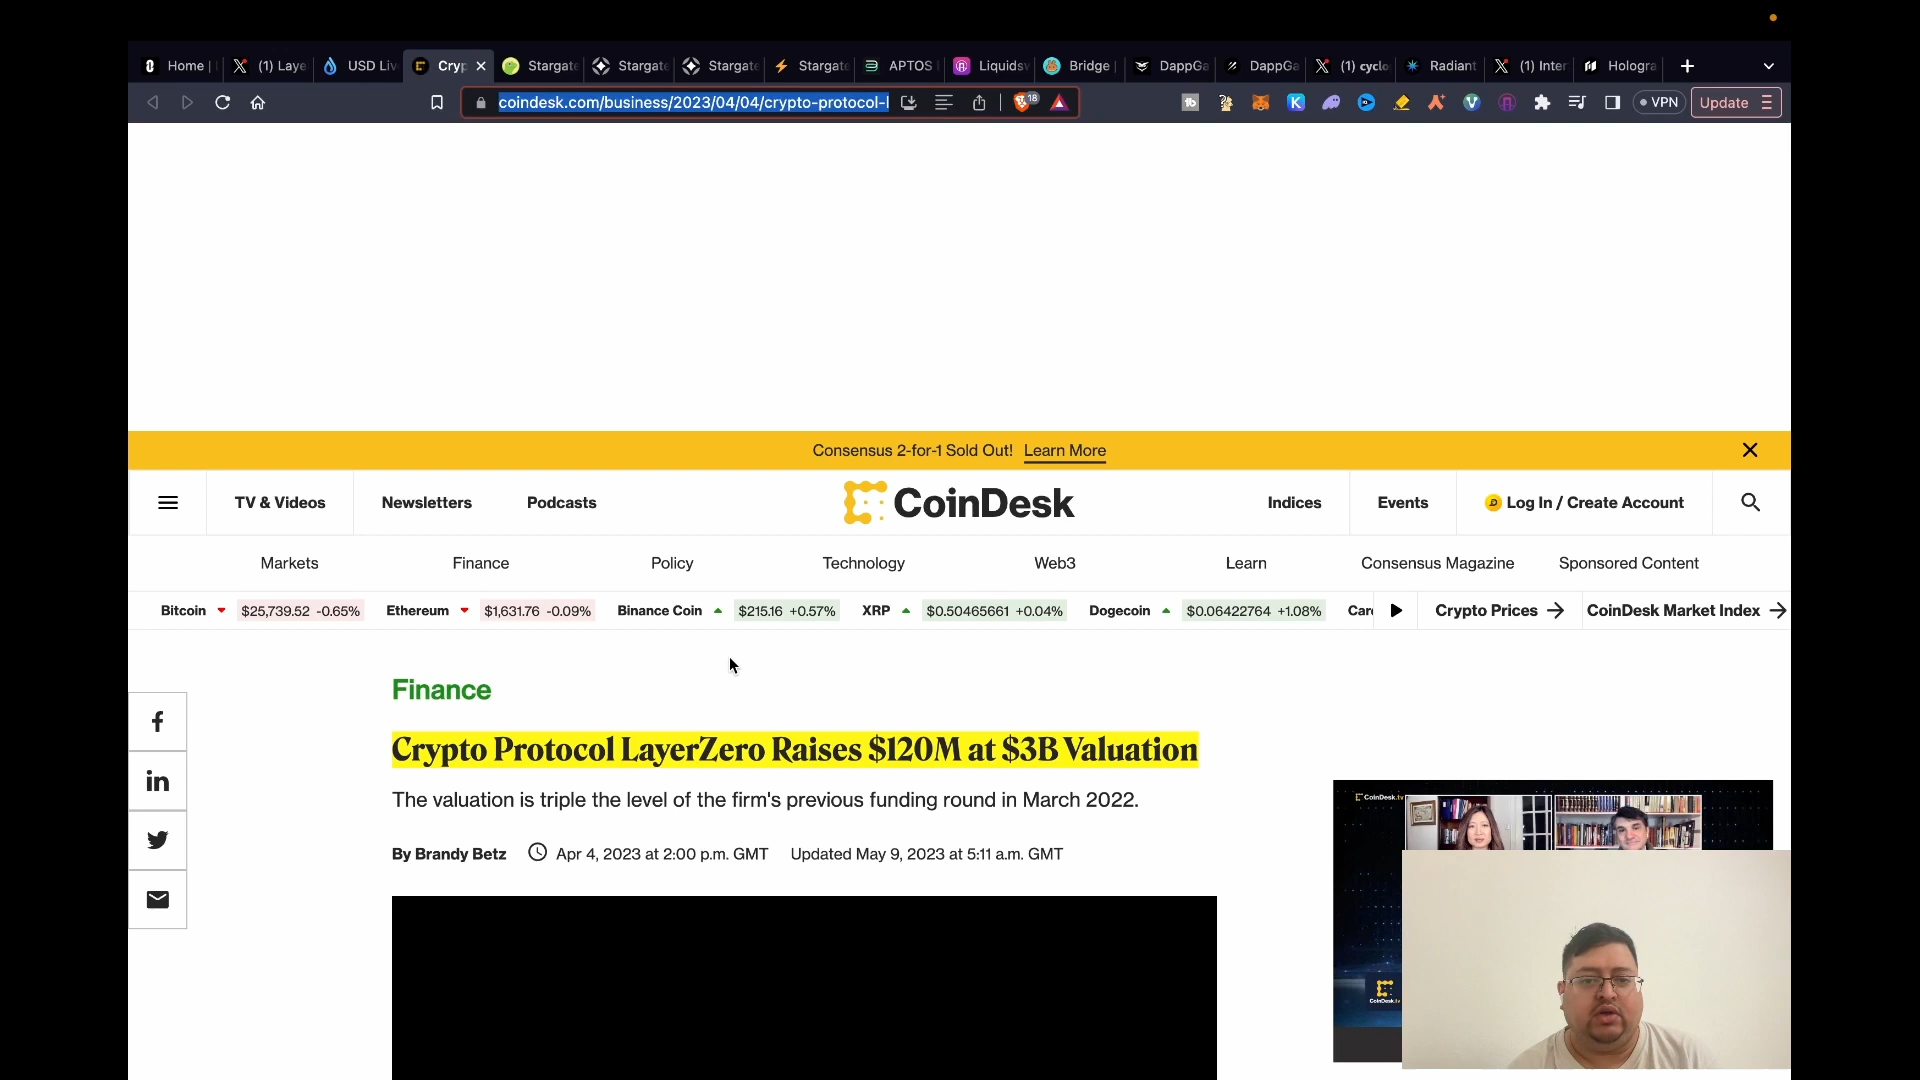 Home
(1) Laye
USD Liv
Cryp
Stargate
Stargate
Stargate
Stargate
APTOS
Liquidsw
Bridge
DappGa
DappGa
(1) cyclo
Radiant
(1) Inter
Hologra
coindesk.com/business/2023/04/04/crypto-protocol-l
18
VPN
Update
Consensus 2-for-1 Sold Out! Learn More
TV & Videos
Newsletters
Podcasts
CoinDesk
Indices
Events
Log In / Create Account
Markets
Finance
Policy
Technology
Web3
Learn
Consensus Magazine
Sponsored Content
Bitcoin $25,739.52 -0.65%
Ethereum $1,631.76 -0.09%
Binance Coin $215.16 +0.57%
XRP $0.50465661 +0.04%
Dogecoin $0.06422764 +1.08%
Card
Crypto Prices
CoinDesk Market Index
Finance
Crypto Protocol LayerZero Raises $120M at $3B Valuation
The valuation is triple the level of the firm's previous funding round in March 2022.
By Brandy Betz
Apr 4, 2023 at 2:00 p.m. GMT
Updated May 9, 2023 at 5:11 a.m. GMT
CoinDesk.tv
CoinDesk.tv